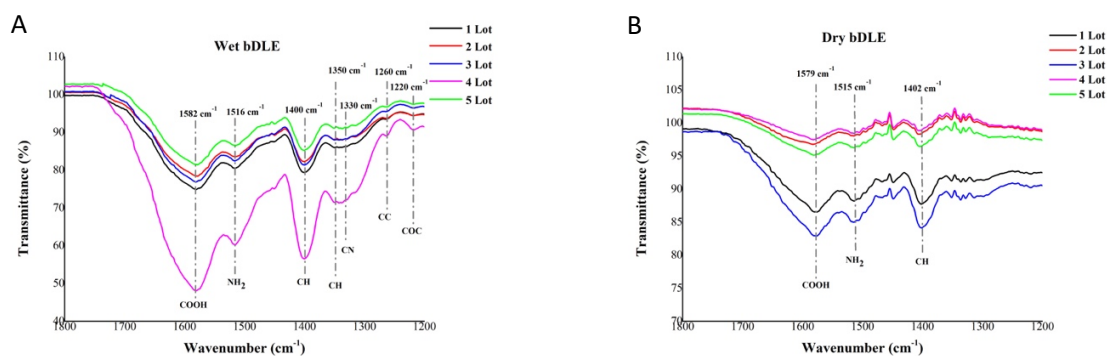 A
Wet bDLE
1 Lot
2 Lot
3 Lot
4 Lot
5 Lot
110
100
90
80
70
60
50
40
Transmittance (%)
1582 cm⁻¹
1516 cm⁻¹
1400 cm⁻¹
1350 cm⁻¹
1330 cm⁻¹
1260 cm⁻¹
1220 cm⁻¹
COOH
NH₂
CH
CH
CN
CC
COC
1800 1700 1600 1500 1400 1300 1200
Wavenumber (cm⁻¹)
B
Dry bDLE
1 Lot
2 Lot
3 Lot
4 Lot
5 Lot
110
105
100
95
90
85
80
75
70
Transmittance (%)
1579 cm⁻¹
1515 cm⁻¹
1402 cm⁻¹
COOH
NH₂
CH
1800 1700 1600 1500 1400 1300 1200
Wavenumber (cm⁻¹)